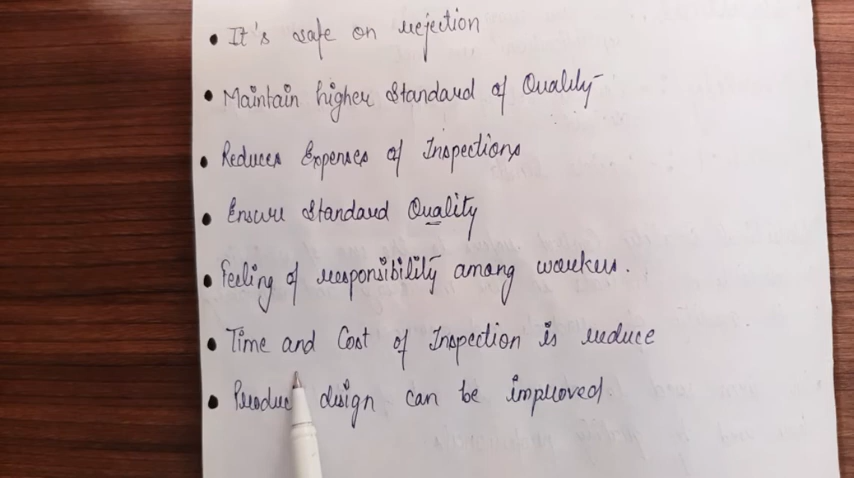 • It's safe on rejection
• Maintain higher Standard of Quality
• Reduces Expenses of Inspections
• Ensure Standard Quality
• Feeling of responsibility among workers.
• Time and Cost of Inspection is reduce
• Product design can be improved